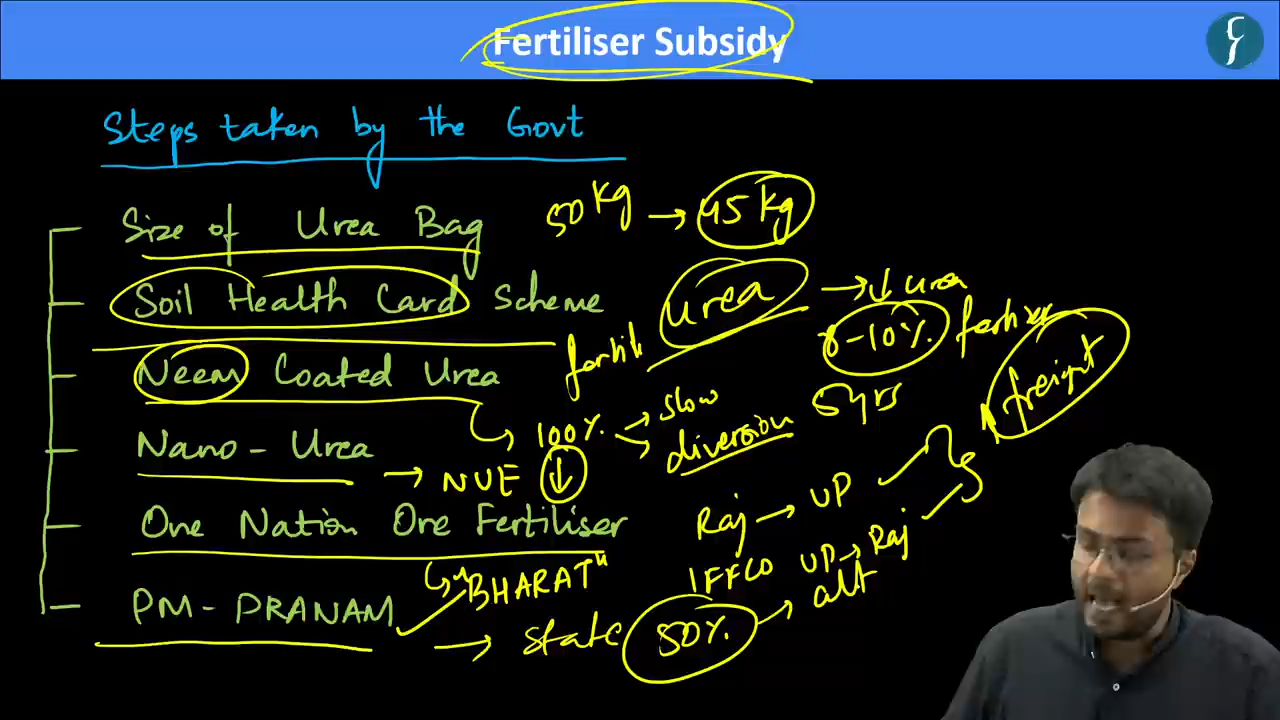 Fertiliser Subsidy
Steps taken by the Govt
Size of Urea Bag 50 kg → 45 kg
Soil Health Card Scheme urea → ↓ urea
8-10% fertiliser
Neem Coated Urea 5 yrs freight
100% → slow
→ diversion
Nano - Urea → NUE ↓
Raj → UP
One Nation One Fertiliser UP → Raj
"BHARAT" IFFCO
PM - PRANAM → State 50% → alt